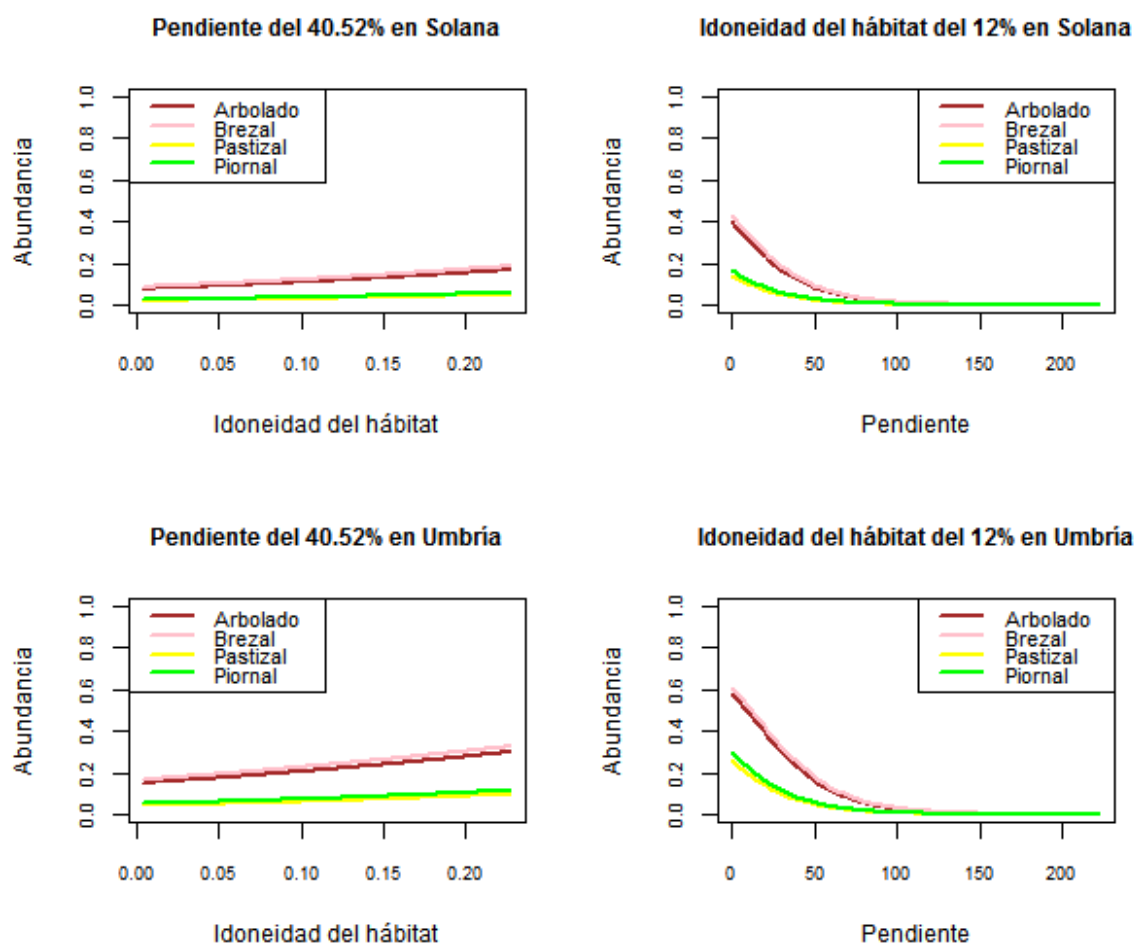 Pendiente del 40.52% en Solana
Abundancia
1.0
0.8
0.6
0.4
0.2
0.0
Arbolado
Brezal
Pastizal
Piornal
0.00 0.05 0.10 0.15 0.20
Idoneidad del hábitat
Idoneidad del hábitat del 12% en Solana
Abundancia
1.0
0.8
0.6
0.4
0.2
0.0
Arbolado
Brezal
Pastizal
Piornal
0 50 100 150 200
Pendiente
Pendiente del 40.52% en Umbría
Abundancia
1.0
0.8
0.6
0.4
0.2
0.0
Arbolado
Brezal
Pastizal
Piornal
0.00 0.05 0.10 0.15 0.20
Idoneidad del hábitat
Idoneidad del hábitat del 12% en Umbría
Abundancia
1.0
0.8
0.6
0.4
0.2
0.0
Arbolado
Brezal
Pastizal
Piornal
0 50 100 150 200
Pendiente